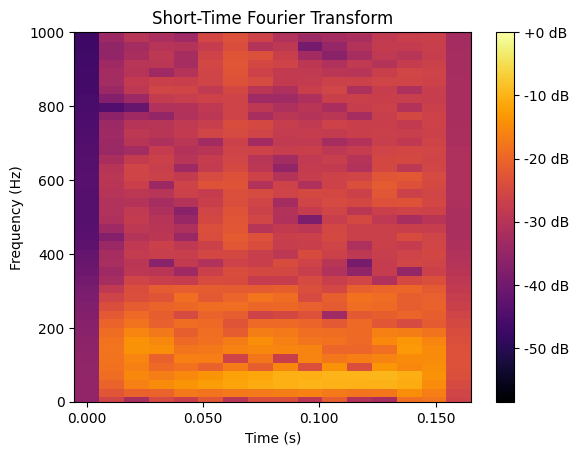 Short-Time Fourier Transform
1000
800
600
400
200
0
Frequency (Hz)
0.000
0.050
0.100
0.150
Time (s)
+0 dB
-10 dB
-20 dB
-30 dB
-40 dB
-50 dB